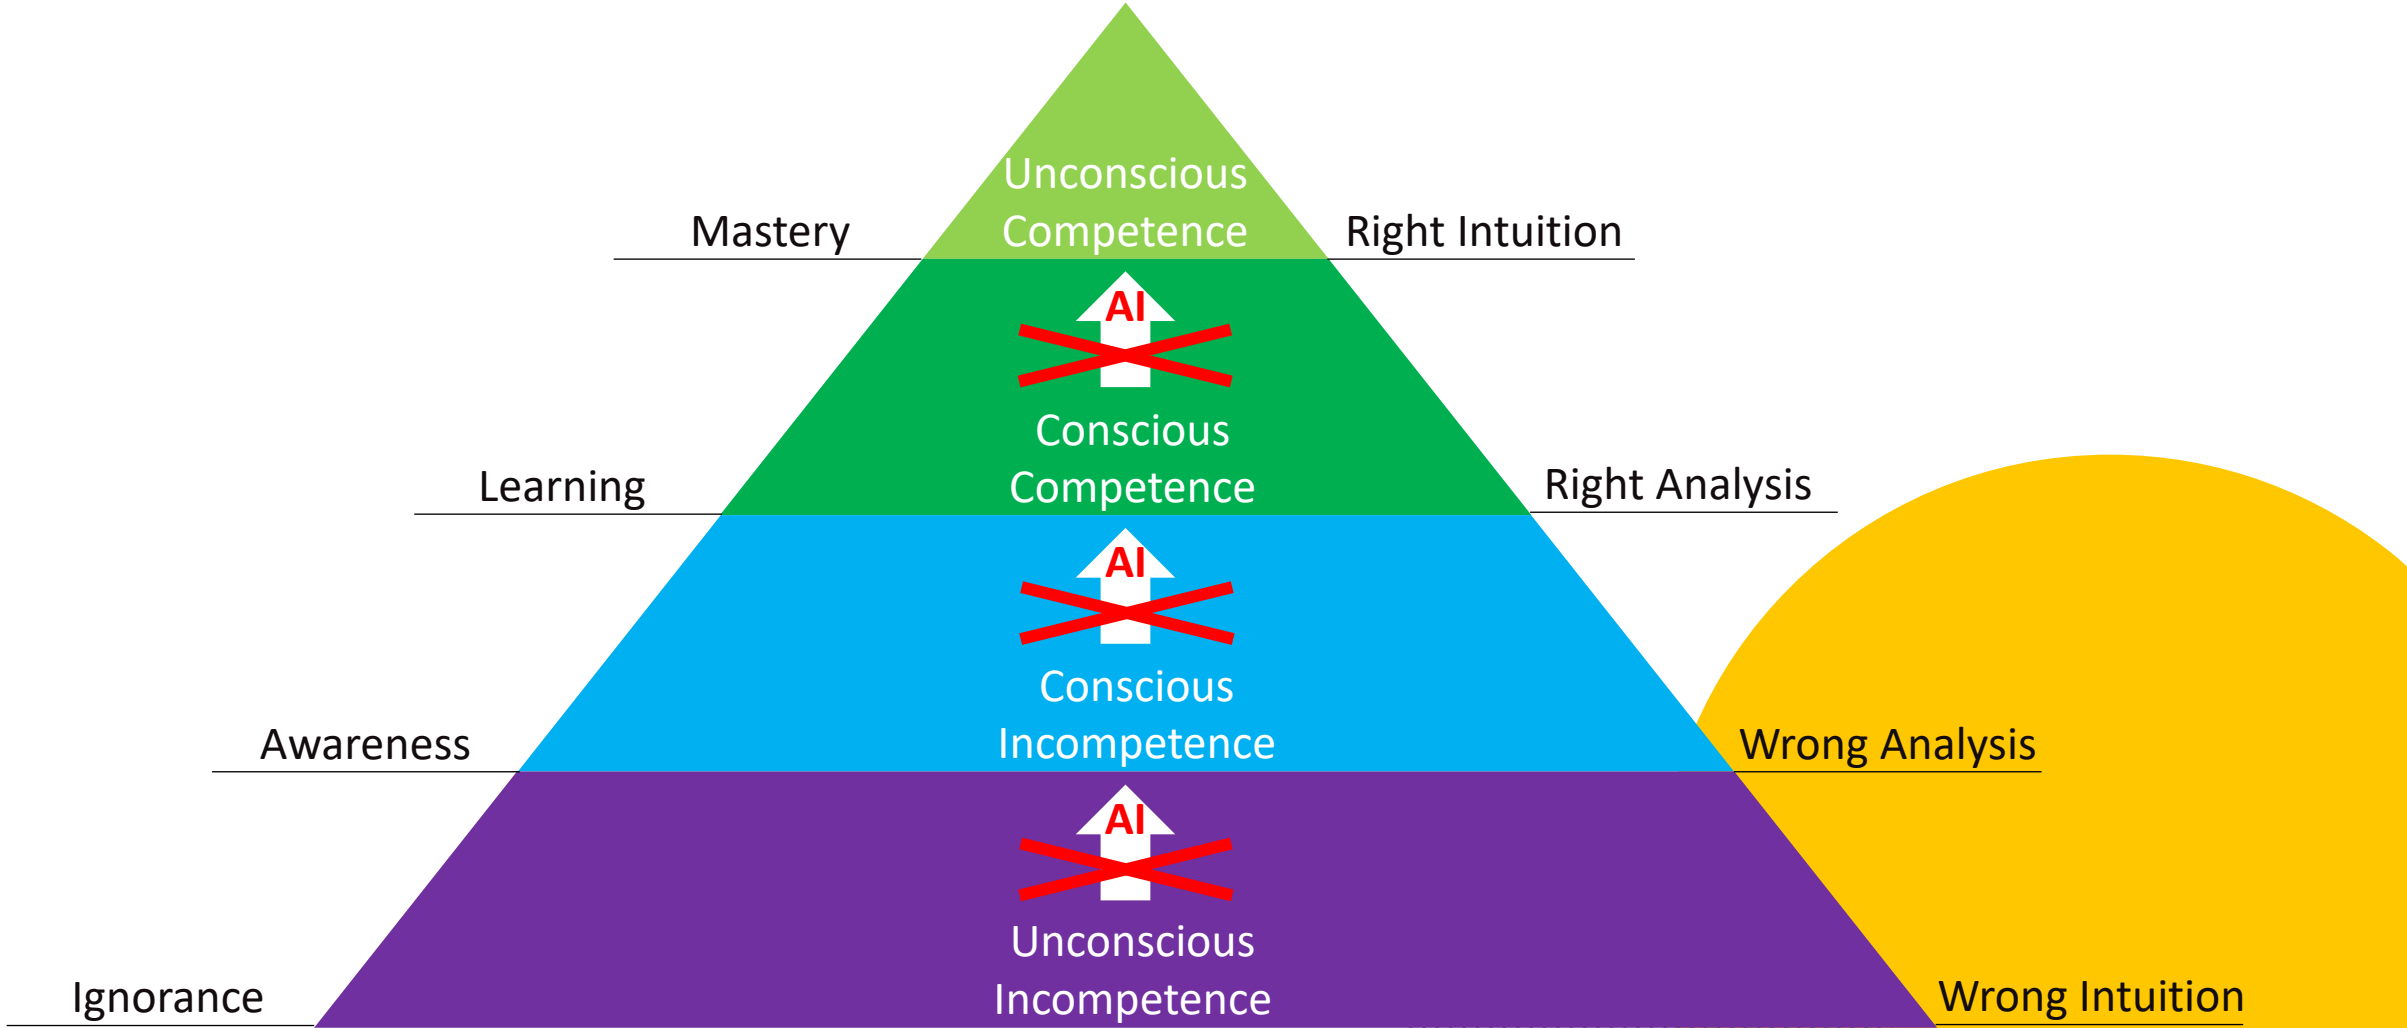 Unconscious
Mastery Competence Right Intuition
AI
Conscious
Learning Competence Right Analysis
AI
Conscious
Awareness Incompetence Wrong Analysis
AI
Unconscious
Ignorance Incompetence Wrong Intuition